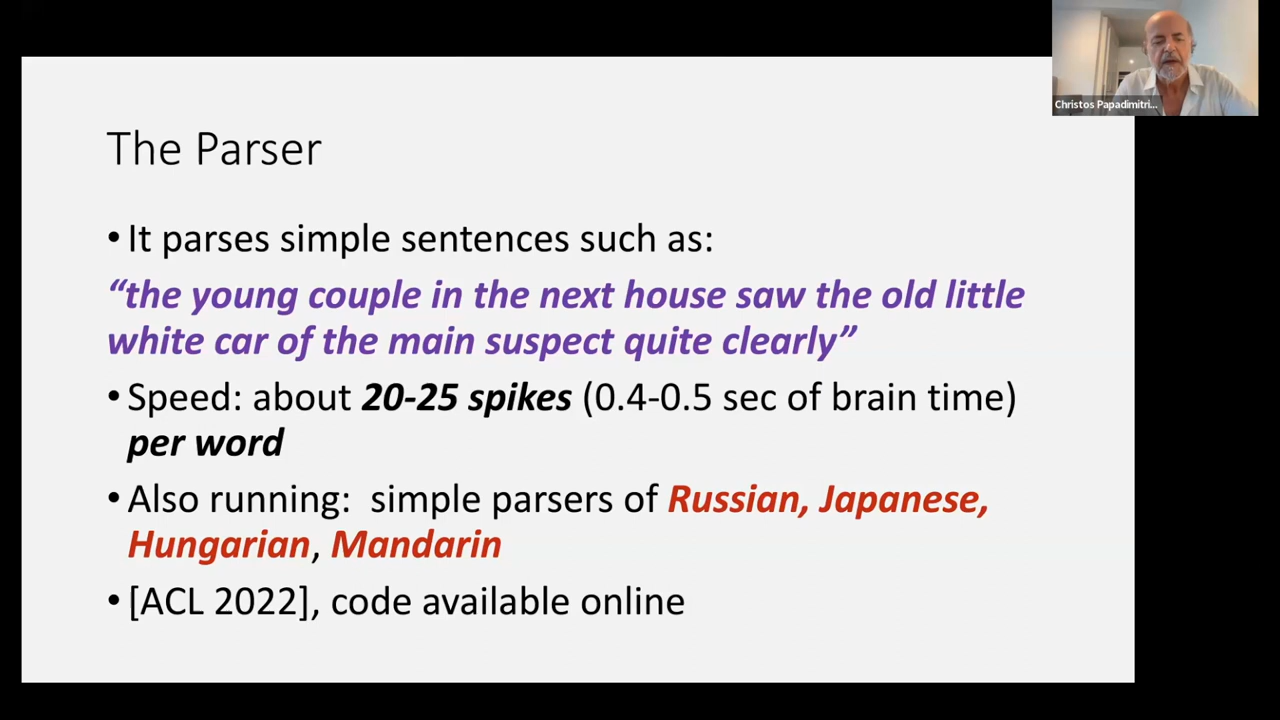 Christos Papadimitri...
The Parser
•It parses simple sentences such as:
“the young couple in the next house saw the old little
white car of the main suspect quite clearly”
•Speed: about 20-25 spikes (0.4-0.5 sec of brain time)
per word
•Also running:  simple parsers of Russian, Japanese,
Hungarian, Mandarin
•[ACL 2022], code available online